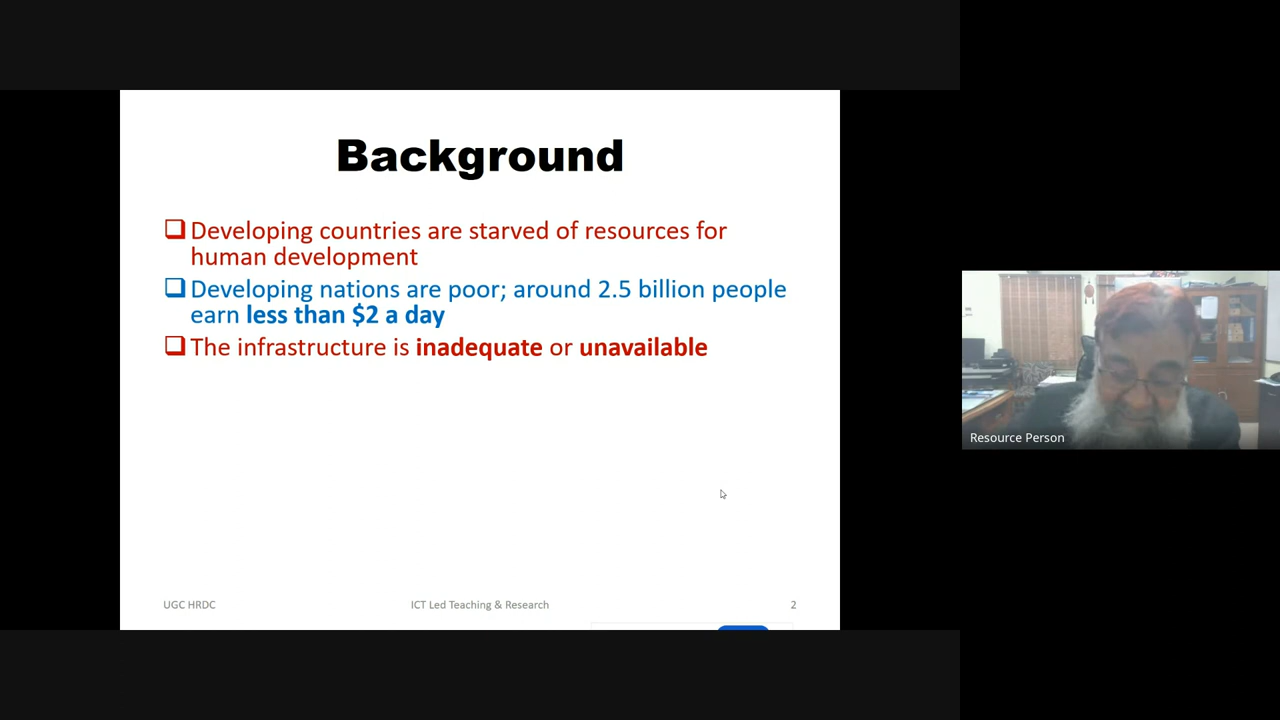 Background
Developing countries are starved of resources for
human development
Developing nations are poor; around 2.5 billion people
earn less than $2 a day
The infrastructure is inadequate or unavailable
UGC HRDC
ICT Led Teaching & Research
2
Resource Person